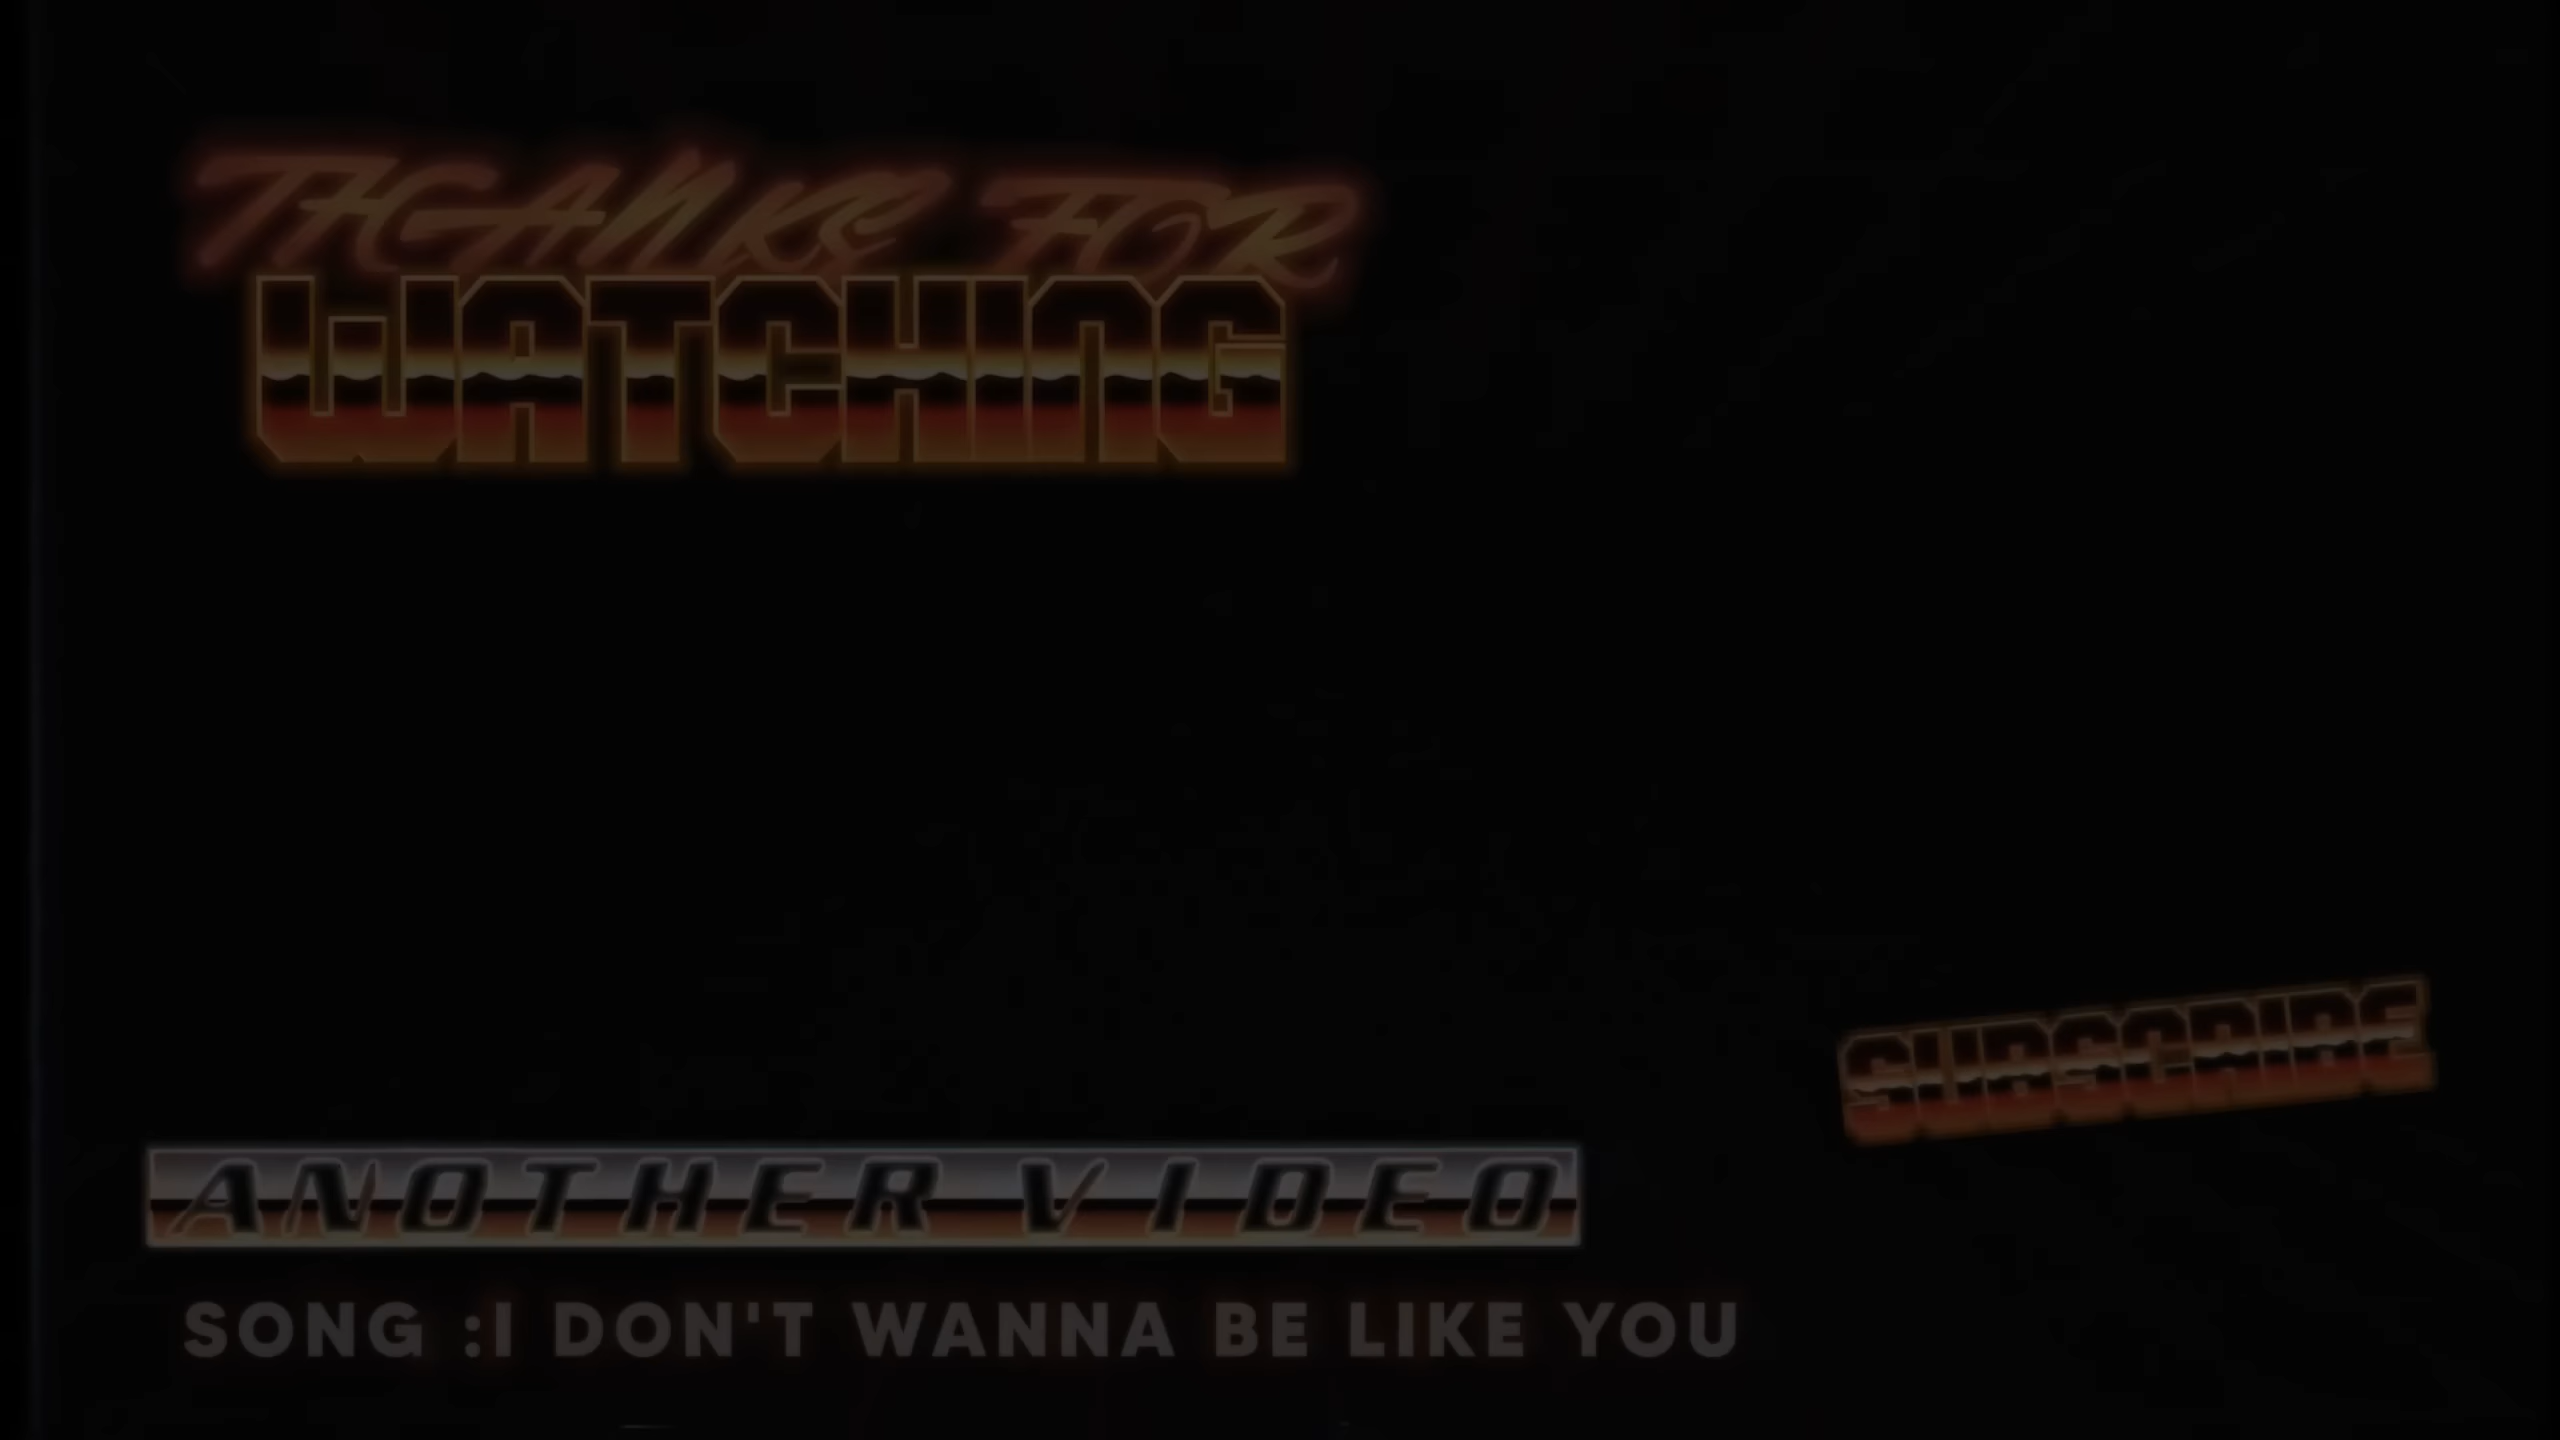 THANKS FOR
WATCHING
SUBSCRIBE
ANOTHER VIDEO
SONG :I DON'T WANNA BE LIKE YOU